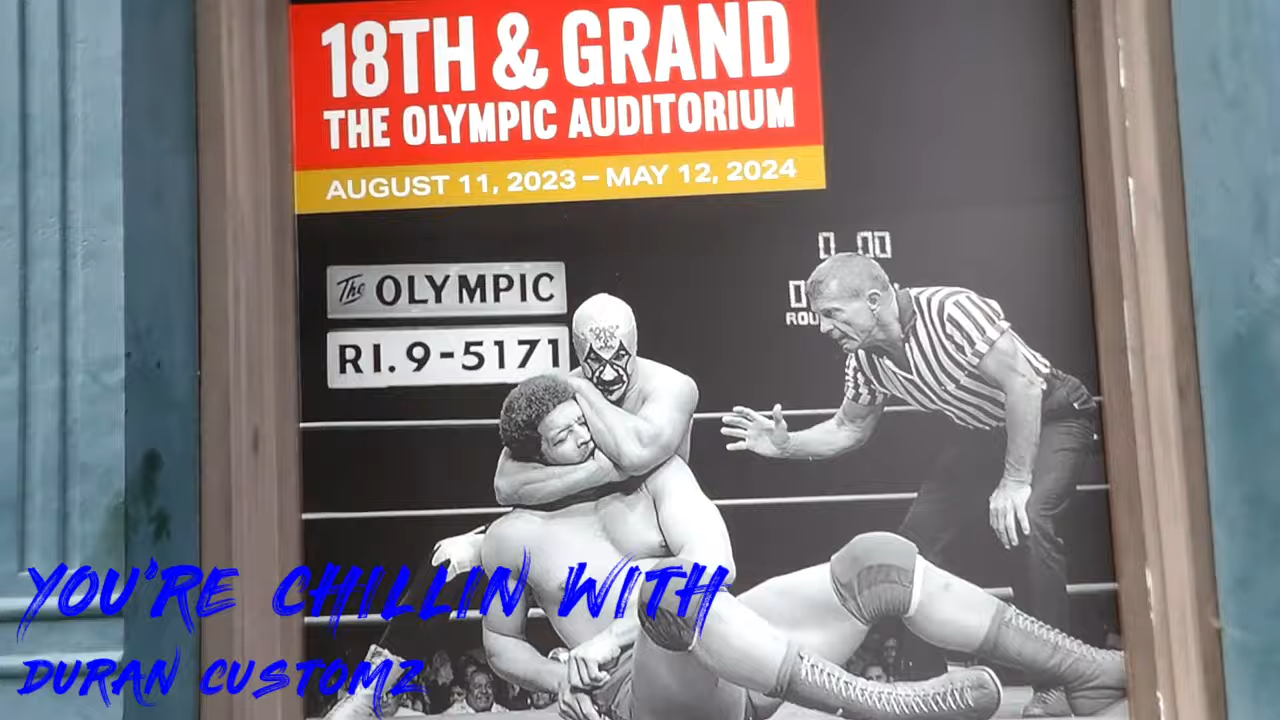 18TH & GRAND
THE OLYMPIC AUDITORIUM
AUGUST 11, 2023 – MAY 12, 2024
0 00
The OLYMPIC
RI. 9-5171
YOU'RE CHILLIN WITH
DURAN CUSTOMZ